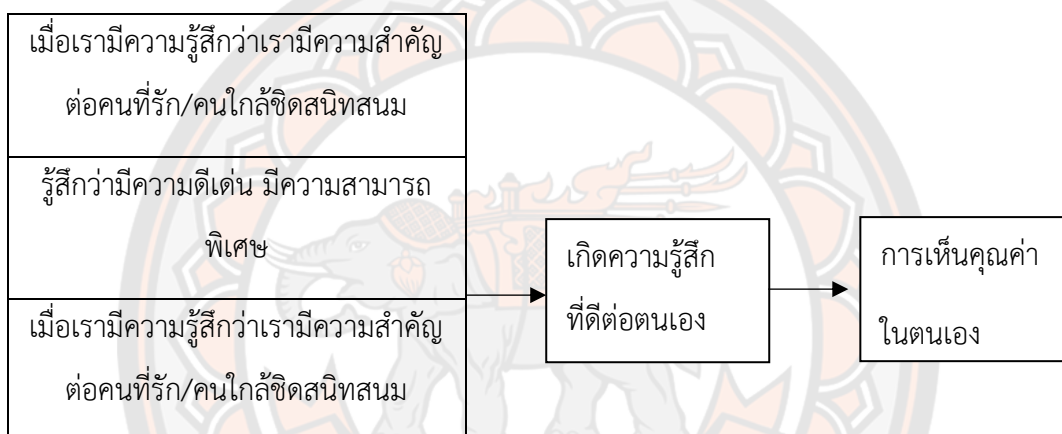 เมื่อเรามีความรู้สึกว่าเรามีความสำคัญ
ต่อคนที่รัก/คนใกล้ชิดสนิทสนม
รู้สึกว่ามีความดีเด่น มีความสามารถ
พิเศษ
เมื่อเรามีความรู้สึกว่าเรามีความสำคัญ
ต่อคนที่รัก/คนใกล้ชิดสนิทสนม
เกิดความรู้สึก
ที่ดีต่อตนเอง
การเห็นคุณค่า
ในตนเอง